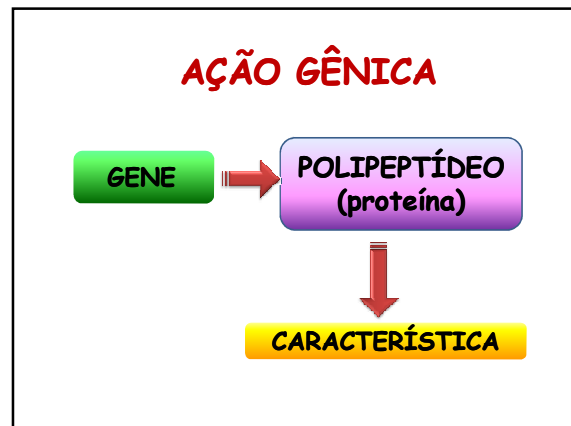 AÇÃO GÊNICA
GENE
POLIPEPTÍDEO
(proteína)
CARACTERÍSTICA